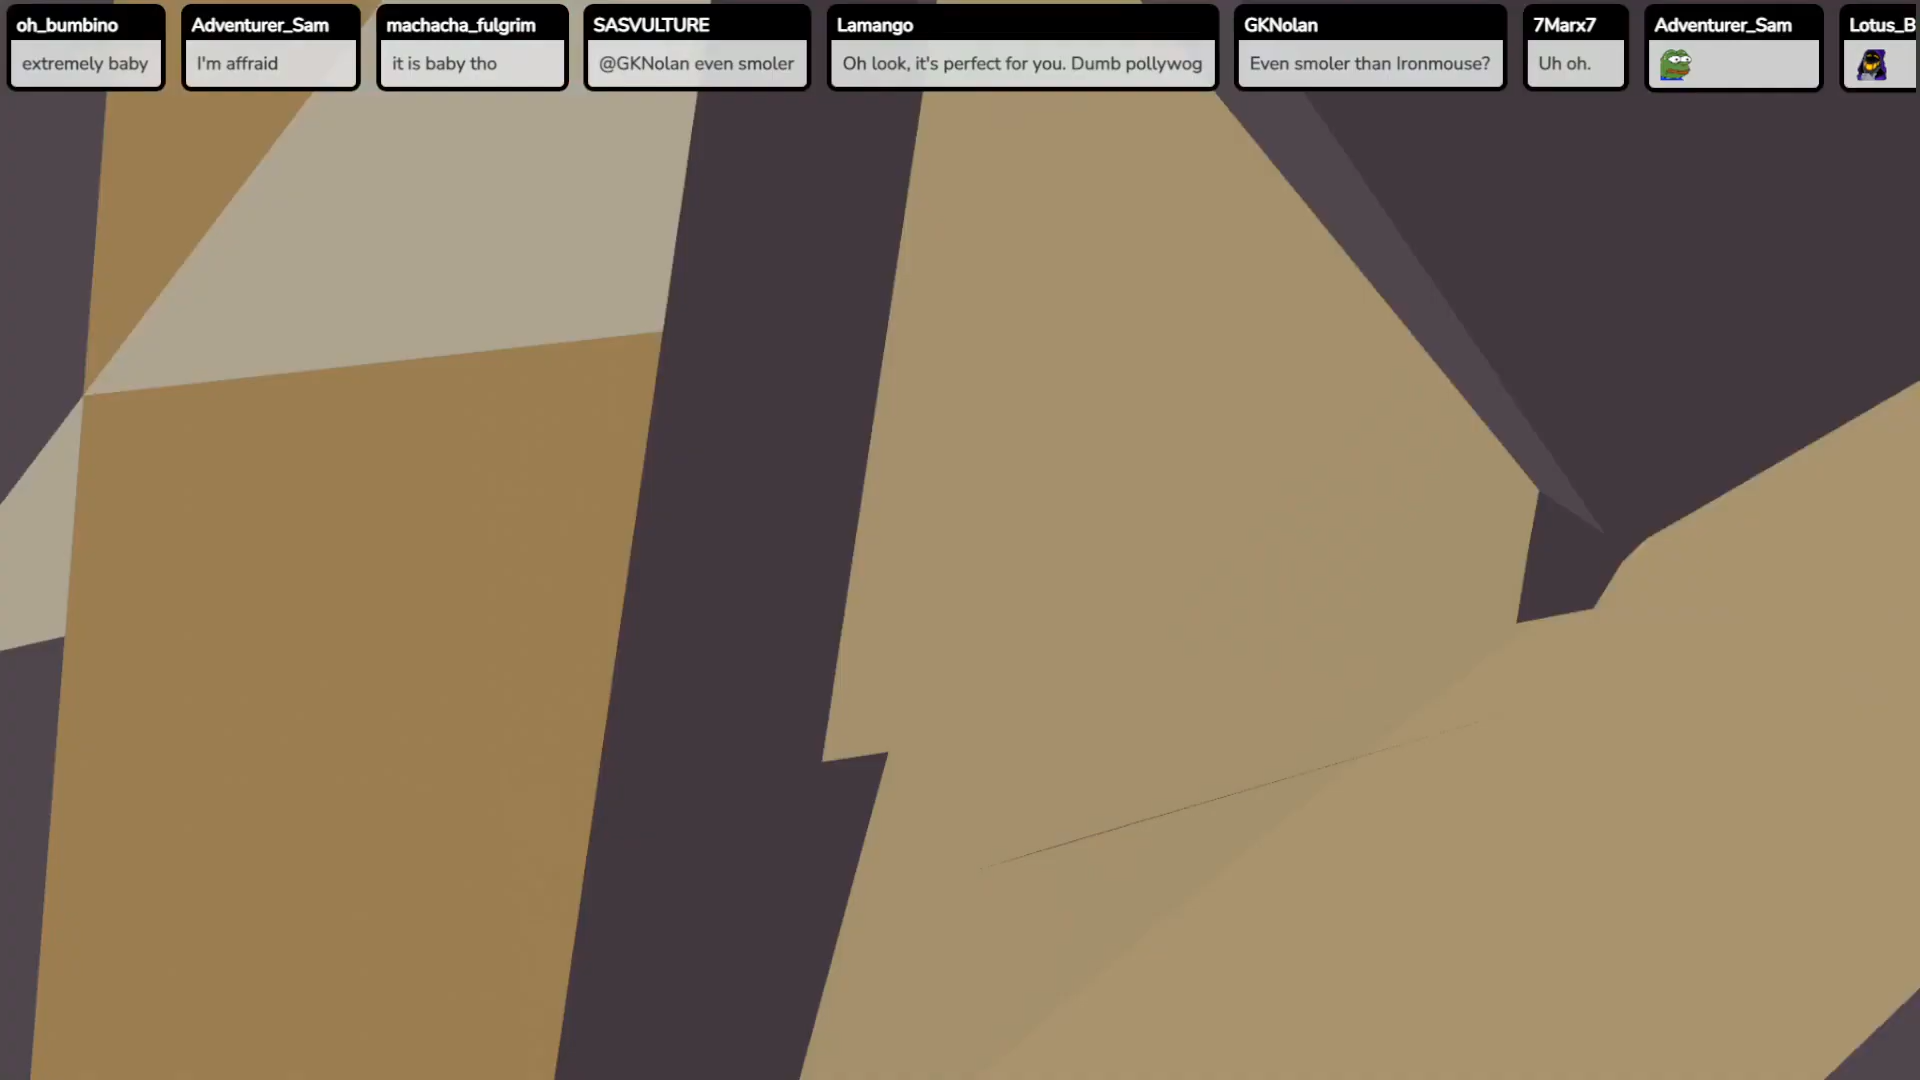 oh_bumbino
extremely baby
Adventurer_Sam
I'm affraid
machacha_fulgrim
it is baby tho
SASVULTURE
@GKNolan even smoler
Lamango
Oh look, it's perfect for you. Dumb pollywog
GKNolan
Even smoler than Ironmouse?
7Marx7
Uh oh.
Adventurer_Sam
Lotus_B